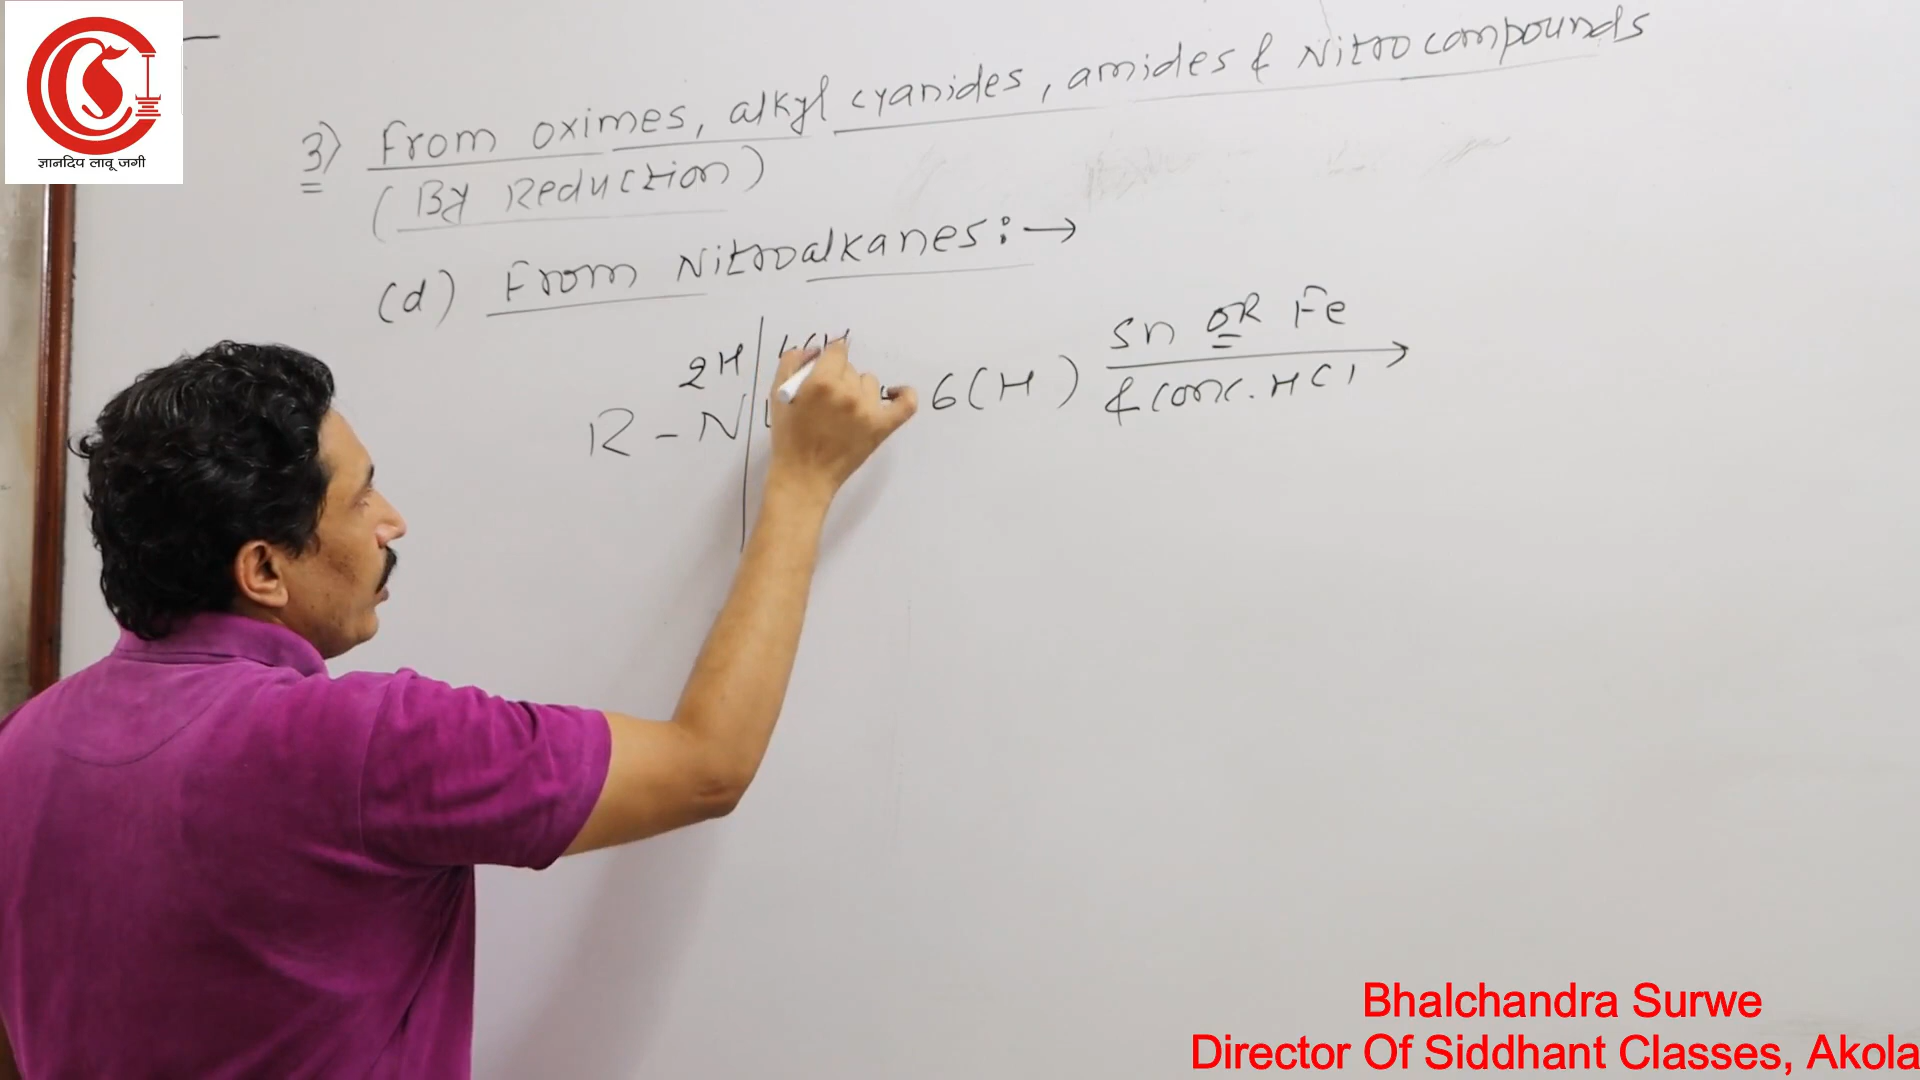 ज्ञानदिप लावू जगी
3) From oximes, alkyl cyanides, amides & Nitro compounds
(By Reduction)
(d) From Nitroalkanes :→
2H
R - N 6(H) Sn OR Fe
& conc. HCl
Bhalchandra Surwe
Director Of Siddhant Classes, Akola